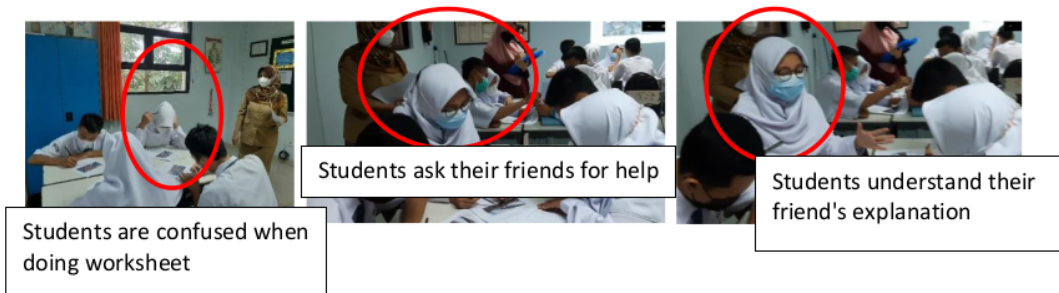 Students are confused when
doing worksheet
Students ask their friends for help
Students understand their
friend's explanation